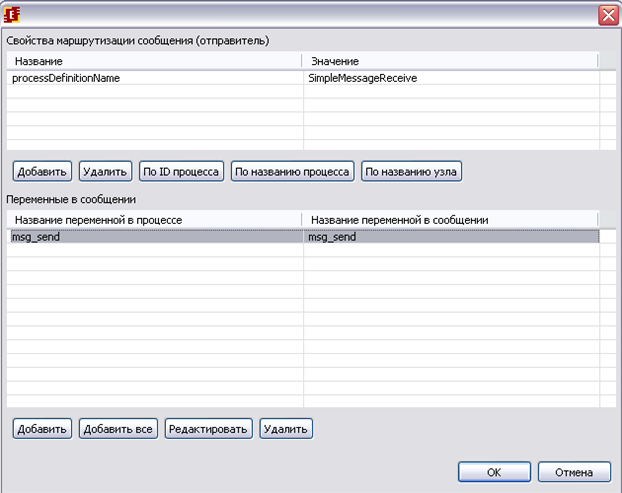 E
Свойства маршрутизации сообщения (отправитель)
Название Значение
processDefinitionName SimpleMessageReceive
Добавить Удалить По ID процесса По названию процесса По названию узла
Переменные в сообщении
Название переменной в процессе Название переменной в сообщении
msg_send msg_send
Добавить Добавить все Редактировать Удалить
OK Отмена